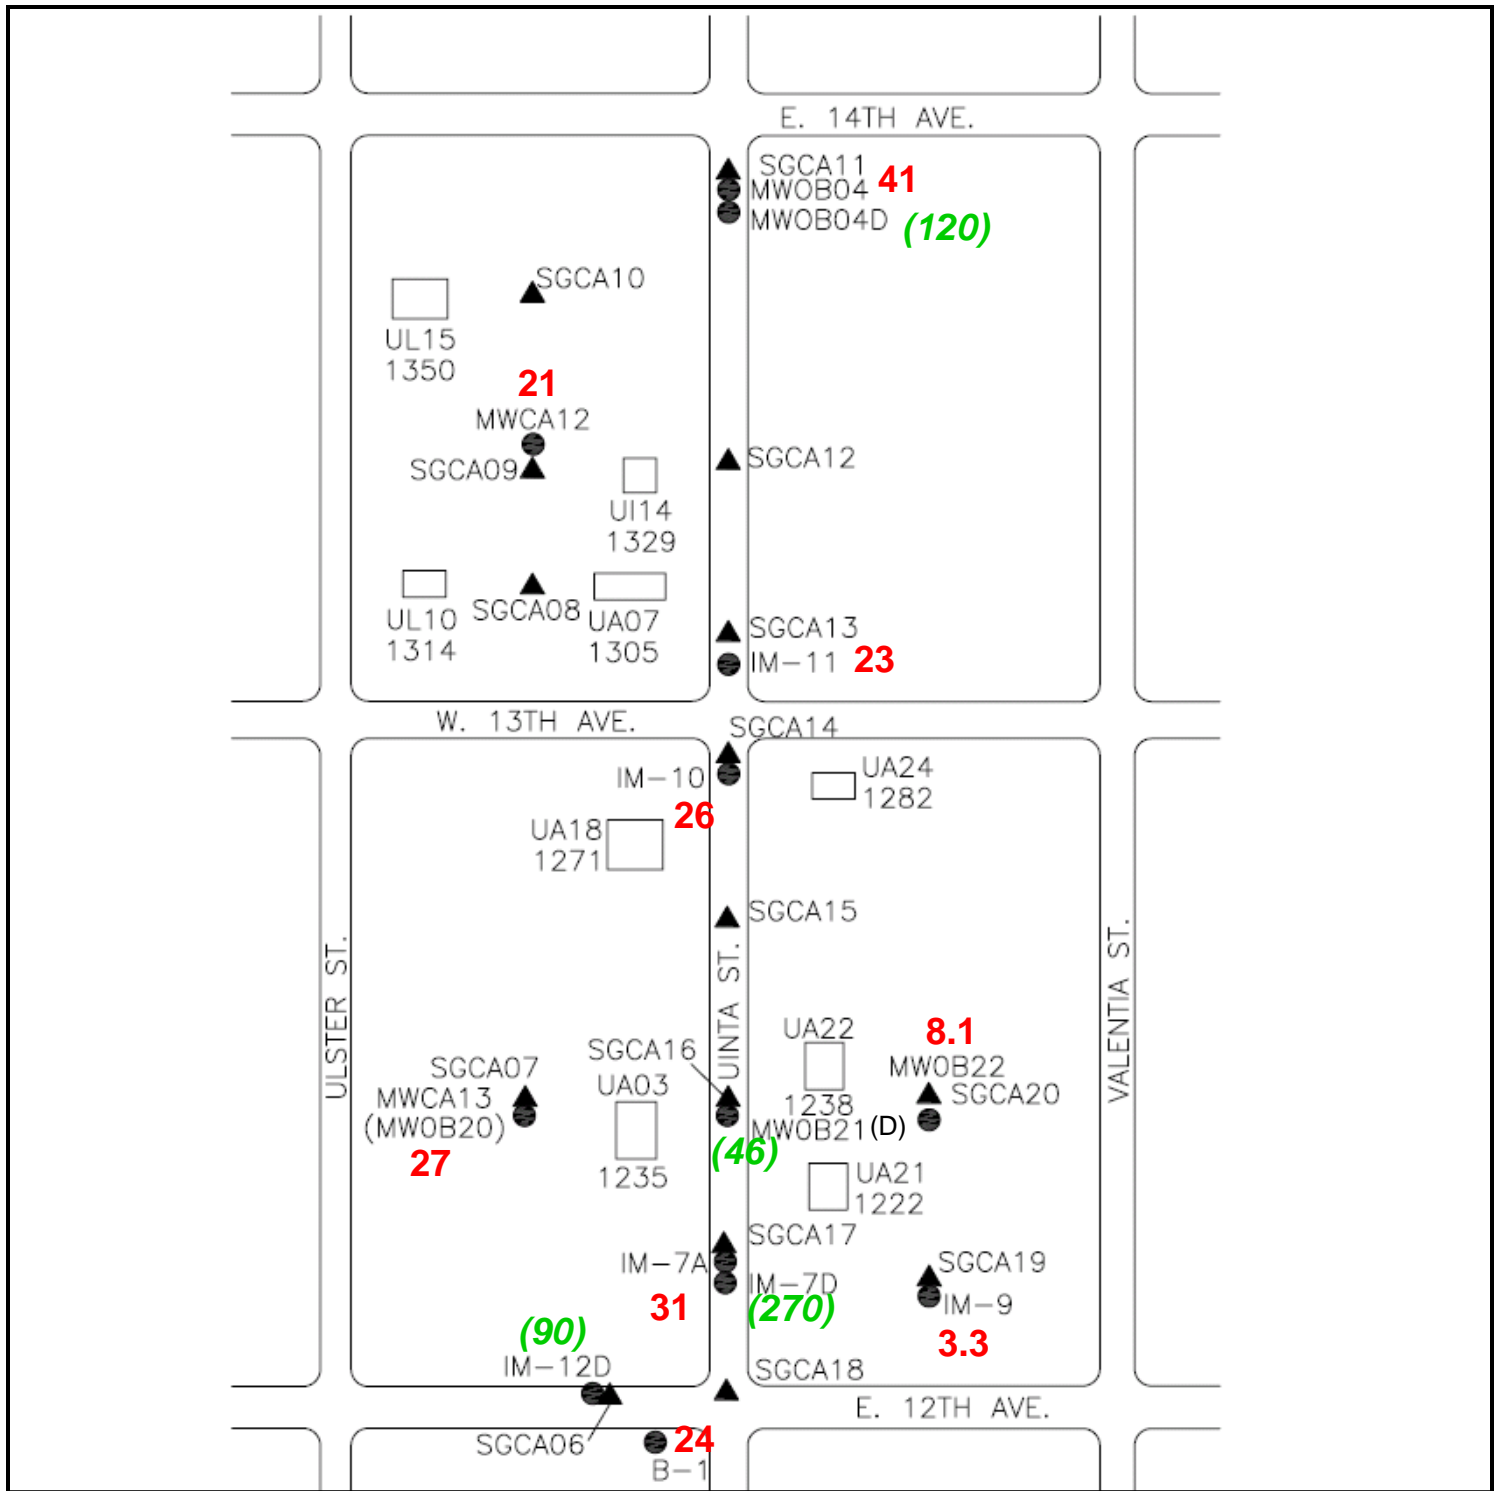 E. 14TH AVE.
SGCA11
MWOB04 41
MWOB04D (120)
SGCA10
UL15
1350
21
MWCA12
SGCA09
SGCA12
UI14
1329
SGCA08
UL10
1314
UA07
1305
SGCA13
IM-11 23
W. 13TH AVE.
SGCA14
IM-10
26
UA24
1282
UA18
1271
SGCA15
ULSTER ST.
UINTA ST.
VALENTIA ST.
8.1
MWOB22
SGCA20
UA22
1238
SGCA16
SGCA07
MWCA13
(MWOB20)
27
UA03
1235
MWOB21 (D)
(46)
UA21
1222
SGCA17
IM-7A
IM-7D
31
(270)
SGCA19
IM-9
3.3
(90)
IM-12D
SGCA18
E. 12TH AVE.
SGCA06
24
B-1